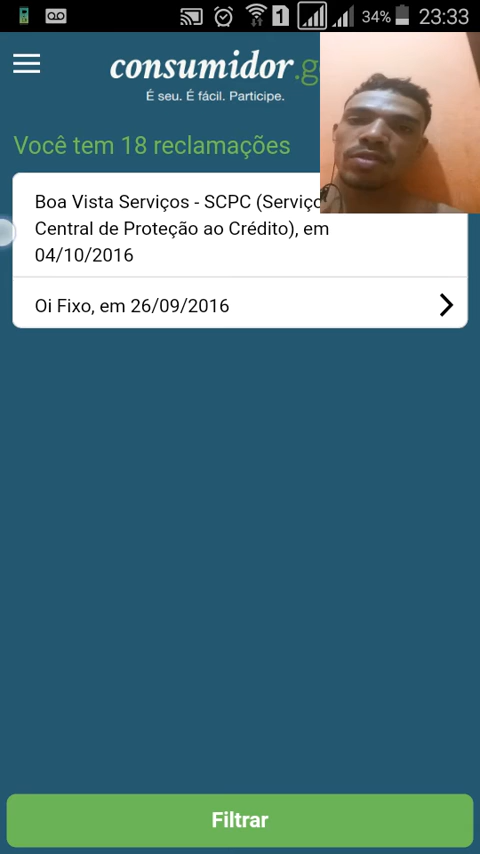 34% 23:33
consumidor.g
É seu. É fácil. Participe.
Você tem 18 reclamações
Boa Vista Serviços - SCPC (Serviço
Central de Proteção ao Crédito), em
04/10/2016
Oi Fixo, em 26/09/2016
Filtrar